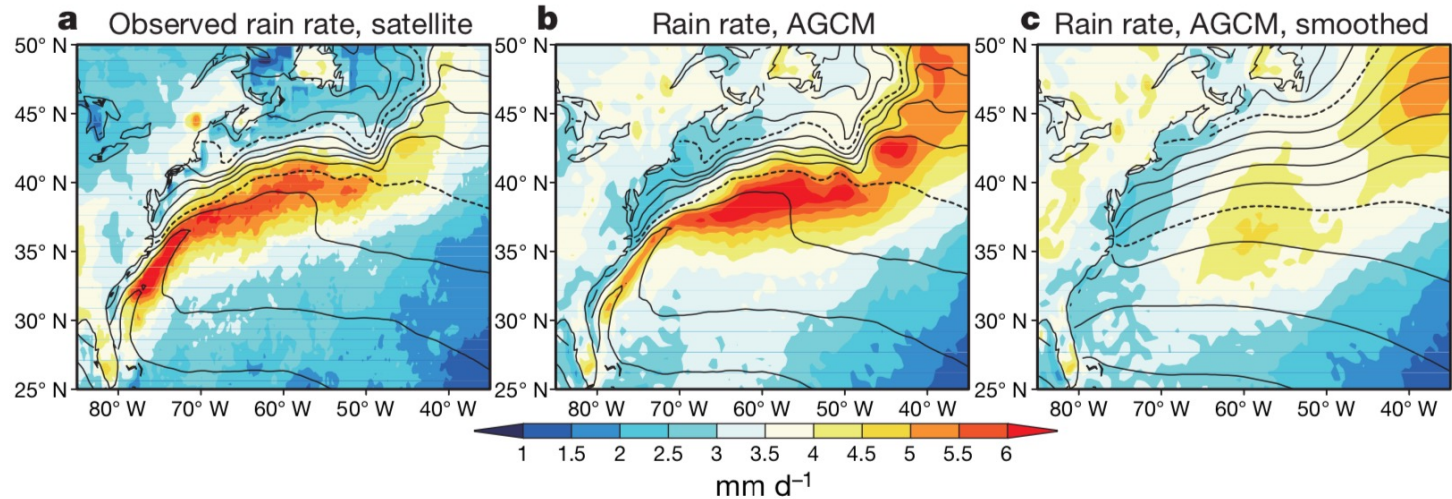 a Observed rain rate, satellite
b Rain rate, AGCM
c Rain rate, AGCM, smoothed
50° N
45° N
40° N
35° N
30° N
25° N
80° W 70° W 60° W 50° W 40° W
50° N
45° N
40° N
35° N
30° N
25° N
80° W 70° W 60° W 50° W 40° W
50° N
45° N
40° N
35° N
30° N
25° N
80° W 70° W 60° W 50° W 40° W
1 1.5 2 2.5 3 3.5 4 4.5 5 5.5 6
mm d⁻¹